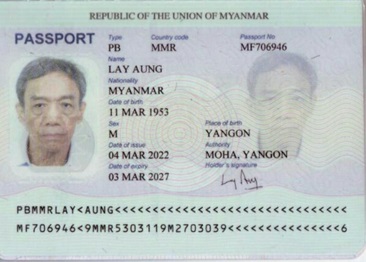 REPUBLIC OF THE UNION OF MYANMAR
PASSPORT
Type Country code Passport No
PB MMR MF706946
Name
LAY AUNG
Nationality
MYANMAR
Date of birth
11 MAR 1953
Sex Place of birth
M YANGON
Date of issue Authority
04 MAR 2022 MOHA, YANGON
Date of expiry Holder's signature
03 MAR 2027
PBMMRLAY<AUNG<<<<<<<<<<<<<<<<<<<<<<<<<<<<<<<
MF706946<9MMR5303119M2703039<<<<<<<<<<<<<<<6